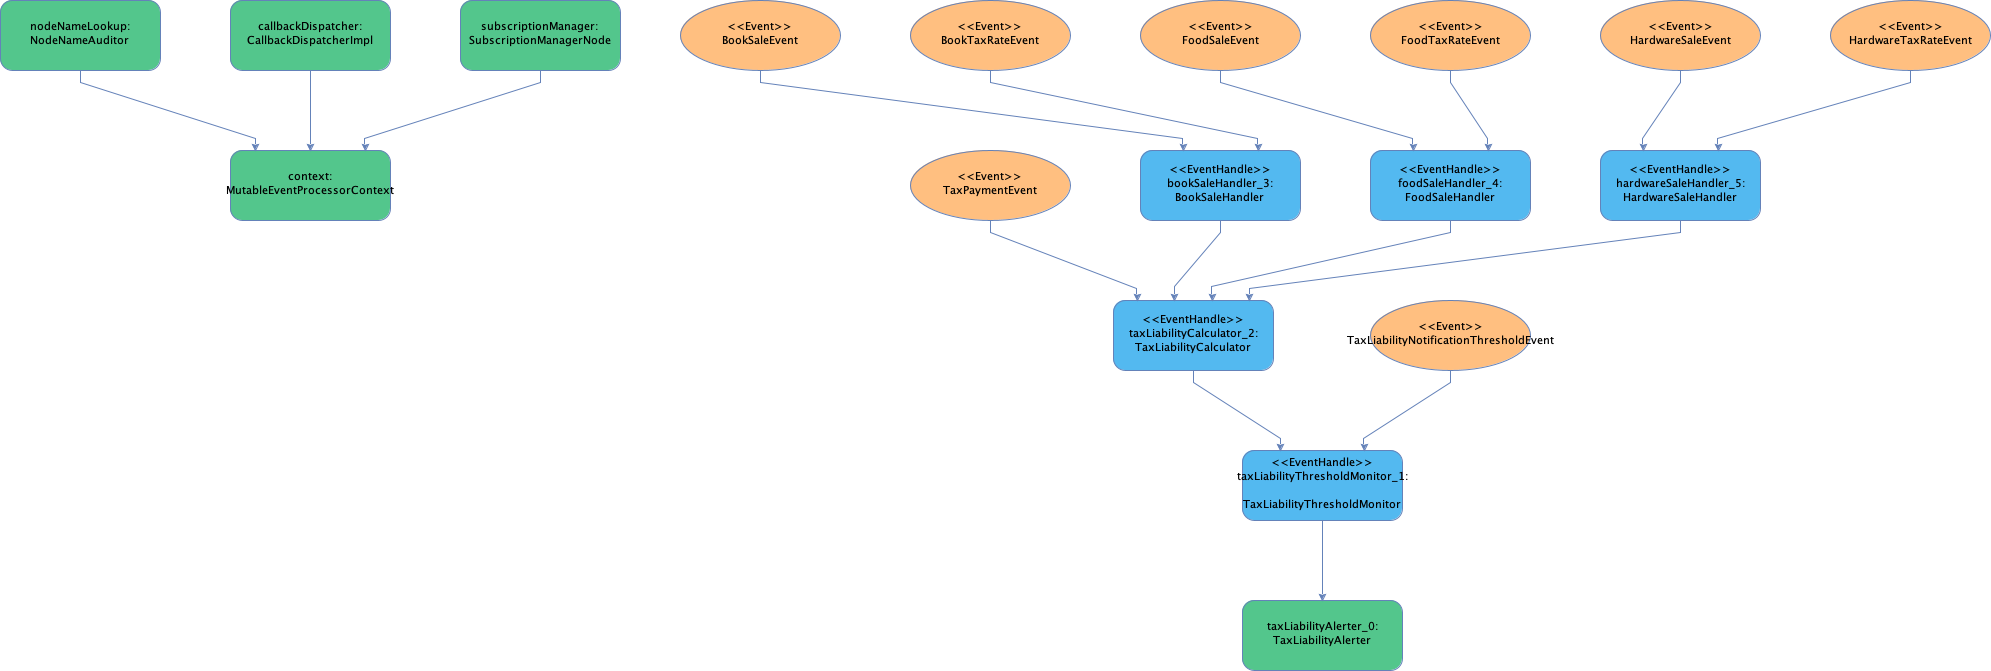 nodeNameLookup:
NodeNameAuditor
callbackDispatcher:
CallbackDispatcherImpl
subscriptionManager:
SubscriptionManagerNode
<<Event>>
BookSaleEvent
<<Event>>
BookTaxRateEvent
<<Event>>
FoodSaleEvent
<<Event>>
FoodTaxRateEvent
<<Event>>
HardwareSaleEvent
<<Event>>
HardwareTaxRateEvent
context:
MutableEventProcessorContext
<<Event>>
TaxPaymentEvent
<<EventHandle>>
bookSaleHandler_3:
BookSaleHandler
<<EventHandle>>
foodSaleHandler_4:
FoodSaleHandler
<<EventHandle>>
hardwareSaleHandler_5:
HardwareSaleHandler
<<EventHandle>>
taxLiabilityCalculator_2:
TaxLiabilityCalculator
<<Event>>
TaxLiabilityNotificationThresholdEvent
<<EventHandle>>
taxLiabilityThresholdMonitor_1:
TaxLiabilityThresholdMonitor
taxLiabilityAlerter_0:
TaxLiabilityAlerter